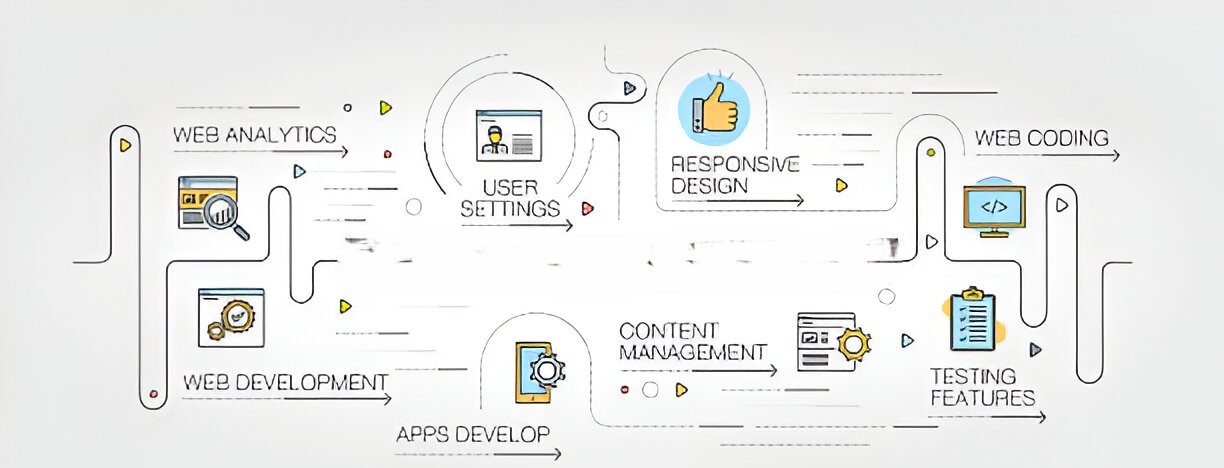 WEB ANALYTICS
USER
SETTINGS
RESPONSIVE
DESIGN
WEB CODING
</>
WEB DEVELOPMENT
APPS DEVELOP
CONTENT
MANAGEMENT
TESTING
FEATURES